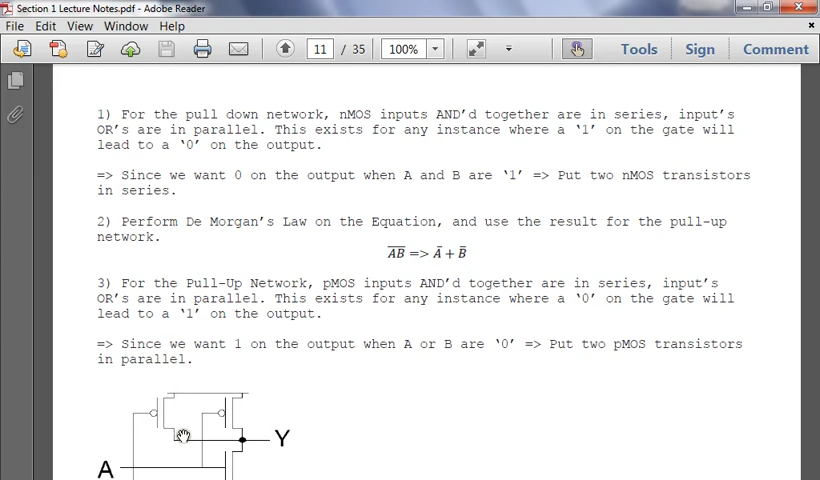 Section 1 Lecture Notes.pdf - Adobe Reader
File Edit View Window Help
11 / 35 100% Tools Sign Comment
1) For the pull down network, nMOS inputs AND'd together are in series, input's
OR's are in parallel. This exists for any instance where a ‘1’ on the gate will
lead to a ‘0’ on the output.
=> Since we want 0 on the output when A and B are ‘1’ => Put two nMOS transistors
in series.
2) Perform De Morgan's Law on the Equation, and use the result for the pull-up
network.
A̅B̅ => Ā + B̄
3) For the Pull-Up Network, pMOS inputs AND'd together are in series, input's
OR's are in parallel. This exists for any instance where a ‘0’ on the gate will
lead to a ‘1’ on the output.
=> Since we want 1 on the output when A or B are ‘0’ => Put two pMOS transistors
in parallel.
Y
A